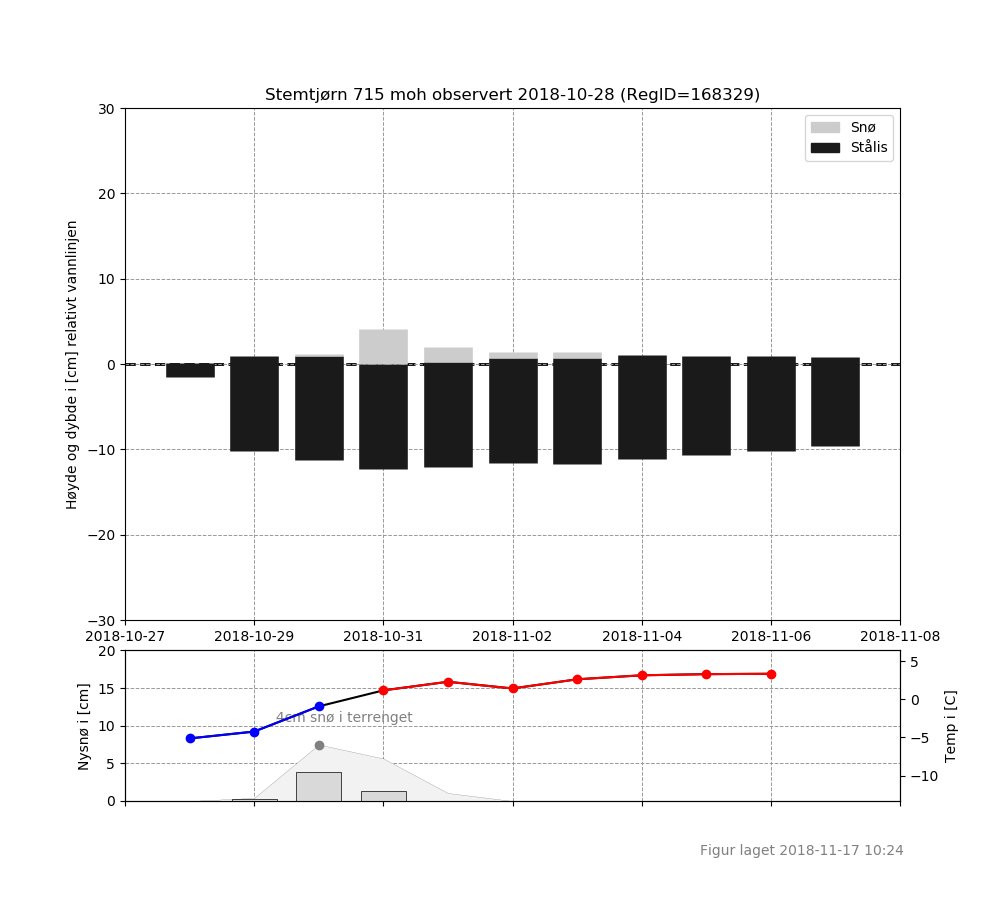 Stemtjørn 715 moh observert 2018-10-28 (RegID=168329)
Høyde og dybde i [cm] relativt vannlinjen
30
20
10
0
−10
−20
−30
Snø
Stålis
2018-10-27 2018-10-29 2018-10-31 2018-11-02 2018-11-04 2018-11-06 2018-11-08
Nysnø i [cm]
20
15
10
5
0
4cm snø i terrenget
5
0
−5
−10
Temp i [C]
Figur laget 2018-11-17 10:24